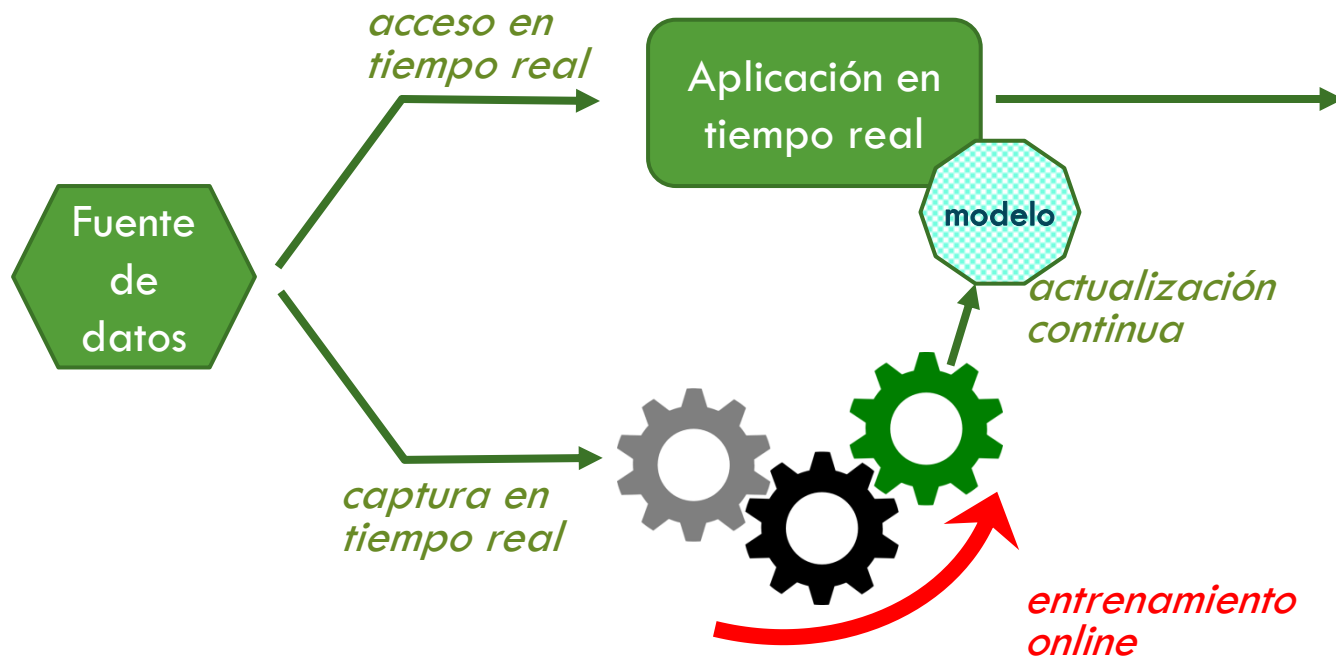 acceso en
tiempo real
Aplicación en
tiempo real
modelo
Fuente
de
datos
actualización
continua
captura en
tiempo real
entrenamiento
online